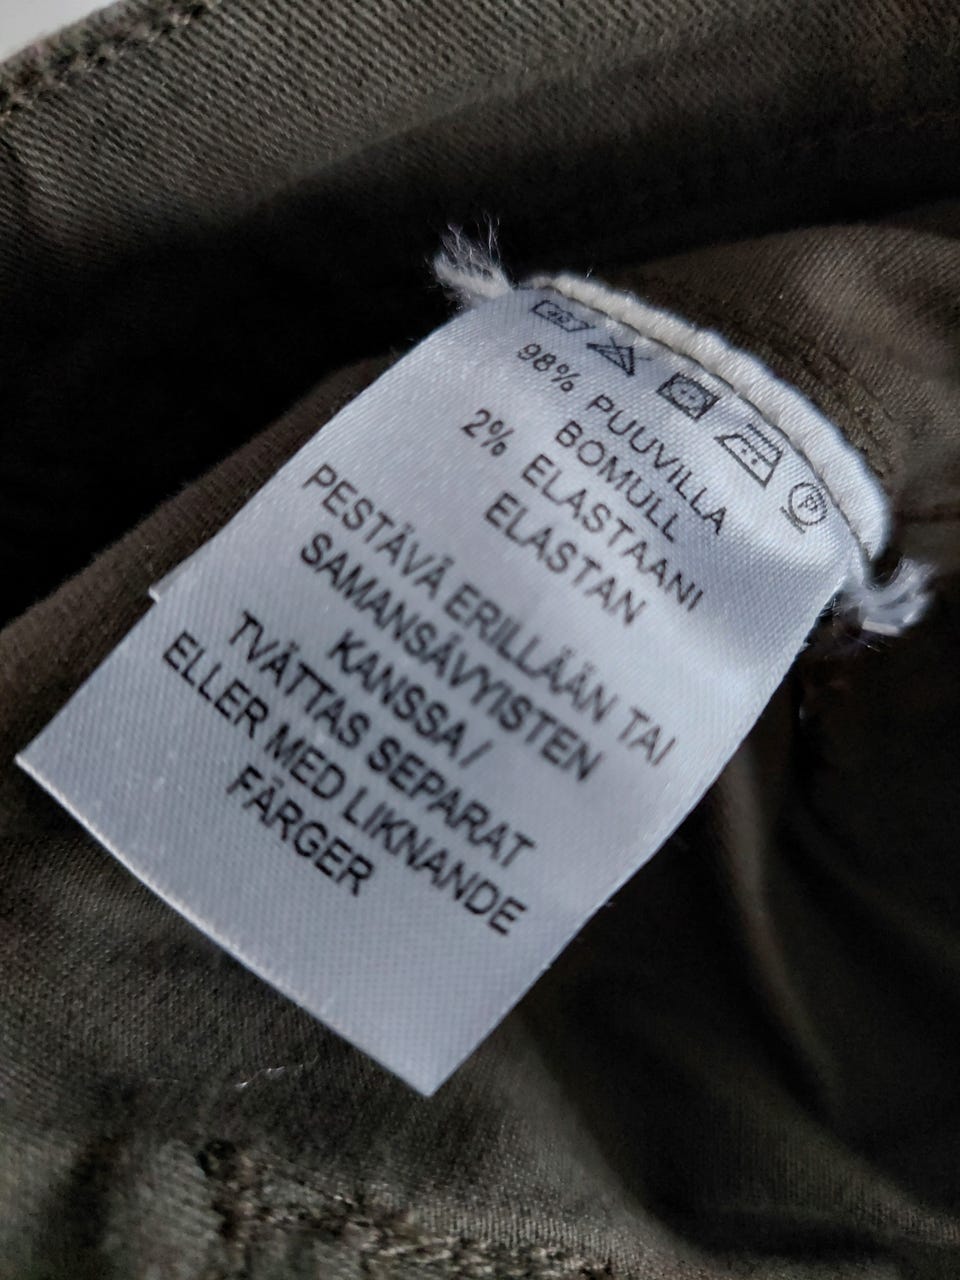 98% PUUVILLA
BOMULL
2% ELASTAANI
ELASTAN
PESTÄVÄ ERILLÄÄN TAI
SAMANSÄVYISTEN
KANSSA /
TVÄTTAS SEPARAT
ELLER MED LIKNANDE
FÄRGER